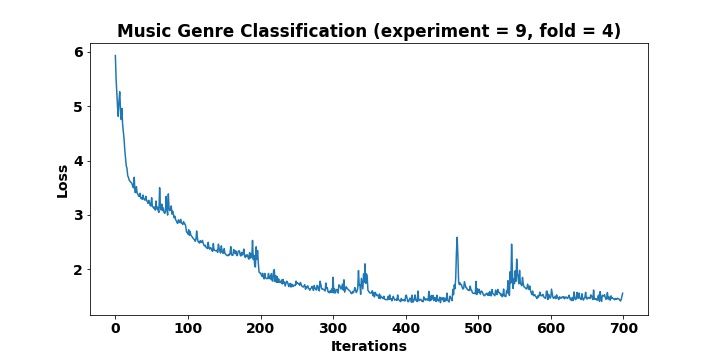 Music Genre Classification (experiment = 9, fold = 4)
6
5
4
3
2
Loss
0 100 200 300 400 500 600 700
Iterations